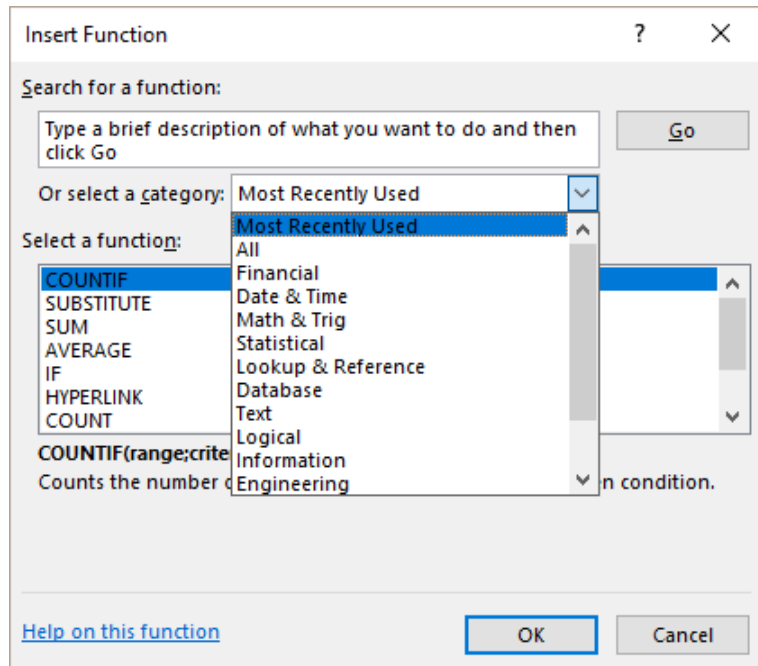 Insert Function
?
Search for a function:
Type a brief description of what you want to do and then
click Go
Go
Or select a category:
Most Recently Used
Most Recently Used
All
Financial
Date & Time
Math & Trig
Statistical
Lookup & Reference
Database
Text
Logical
Information
Engineering
Select a function:
COUNTIF
SUBSTITUTE
SUM
AVERAGE
IF
HYPERLINK
COUNT
COUNTIF(range;crite
Counts the number
n condition.
Help on this function
OK
Cancel